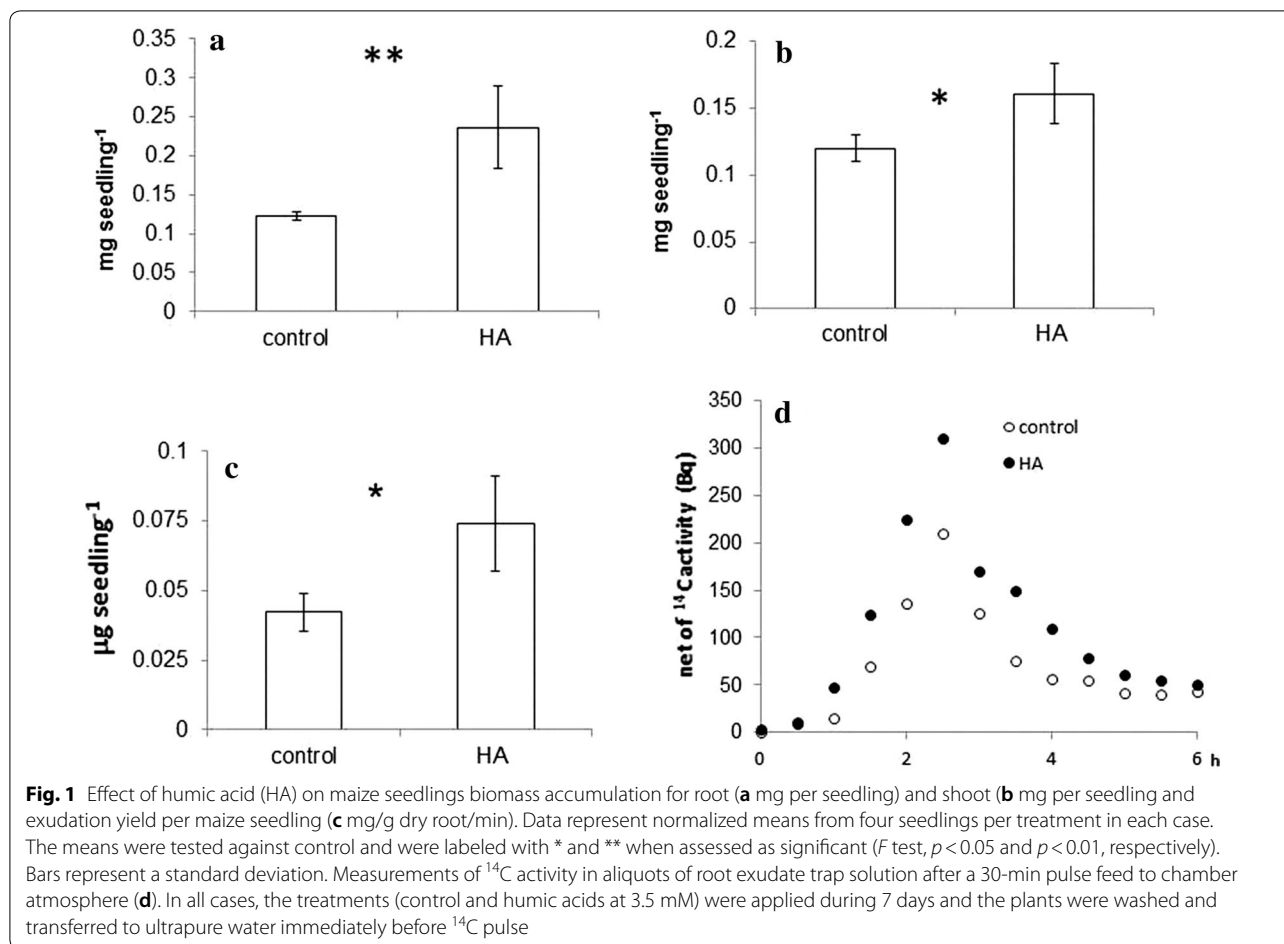 a
**
0.35
0.3
0.25
0.2
0.15
0.1
0.05
0
mg seedling⁻¹
control HA
b
*
0.2
0.15
0.1
0.05
0
mg seedling⁻¹
control HA
c
*
0.1
0.075
0.05
0.025
0
µg seedling⁻¹
control HA
d
350
300
250
200
150
100
50
0
net of ¹⁴Cactivity (Bq)
control
HA
0 2 4 6 h
Fig. 1 Effect of humic acid (HA) on maize seedlings biomass accumulation for root (a mg per seedling) and shoot (b mg per seedling and
exudation yield per maize seedling (c mg/g dry root/min). Data represent normalized means from four seedlings per treatment in each case.
The means were tested against control and were labeled with * and ** when assessed as significant (F test, p < 0.05 and p < 0.01, respectively).
Bars represent a standard deviation. Measurements of ¹⁴C activity in aliquots of root exudate trap solution after a 30-min pulse feed to chamber
atmosphere (d). In all cases, the treatments (control and humic acids at 3.5 mM) were applied during 7 days and the plants were washed and
transferred to ultrapure water immediately before ¹⁴C pulse